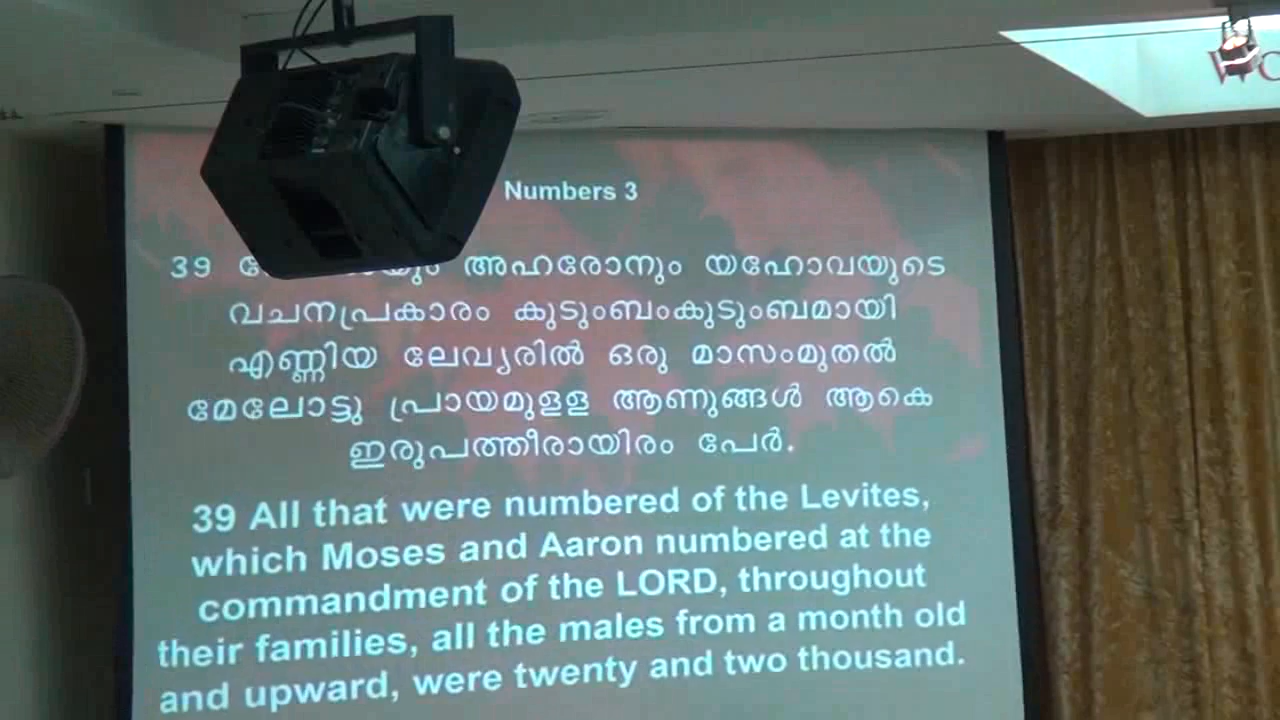 Numbers 3
39 അഹരോനും യഹോവയുടെ
വചനപ്രകാരം കുടുംബംകുടുംബമായി
എണ്ണിയ ലേവ്യരിൽ ഒരു മാസംമുതൽ
മേലോട്ടു പ്രായമുളള ആണുങ്ങൾ ആകെ
ഇരുപത്തീരായിരം പേർ.
39 All that were numbered of the Levites,
which Moses and Aaron numbered at the
commandment of the LORD, throughout
their families, all the males from a month old
and upward, were twenty and two thousand.